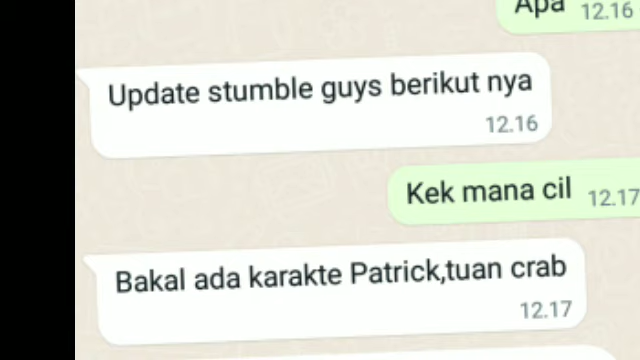 Apa 12.16
Update stumble guys berikut nya
12.16
Kek mana cil 12.17
Bakal ada karakte Patrick,tuan crab
12.17